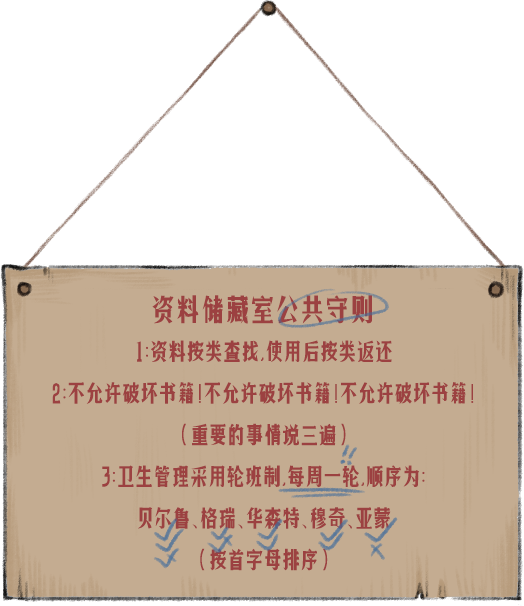 资料储藏室公共守则
1:资料按类查找,使用后按类返还
2:不允许破坏书籍!不允许破坏书籍!不允许破坏书籍!
(重要的事情说三遍)
!!
3:卫生管理采用轮班制,每周一轮,顺序为:
贝尔鲁、格瑞、华森特、穆奇、亚蒙
(按首字母排序)